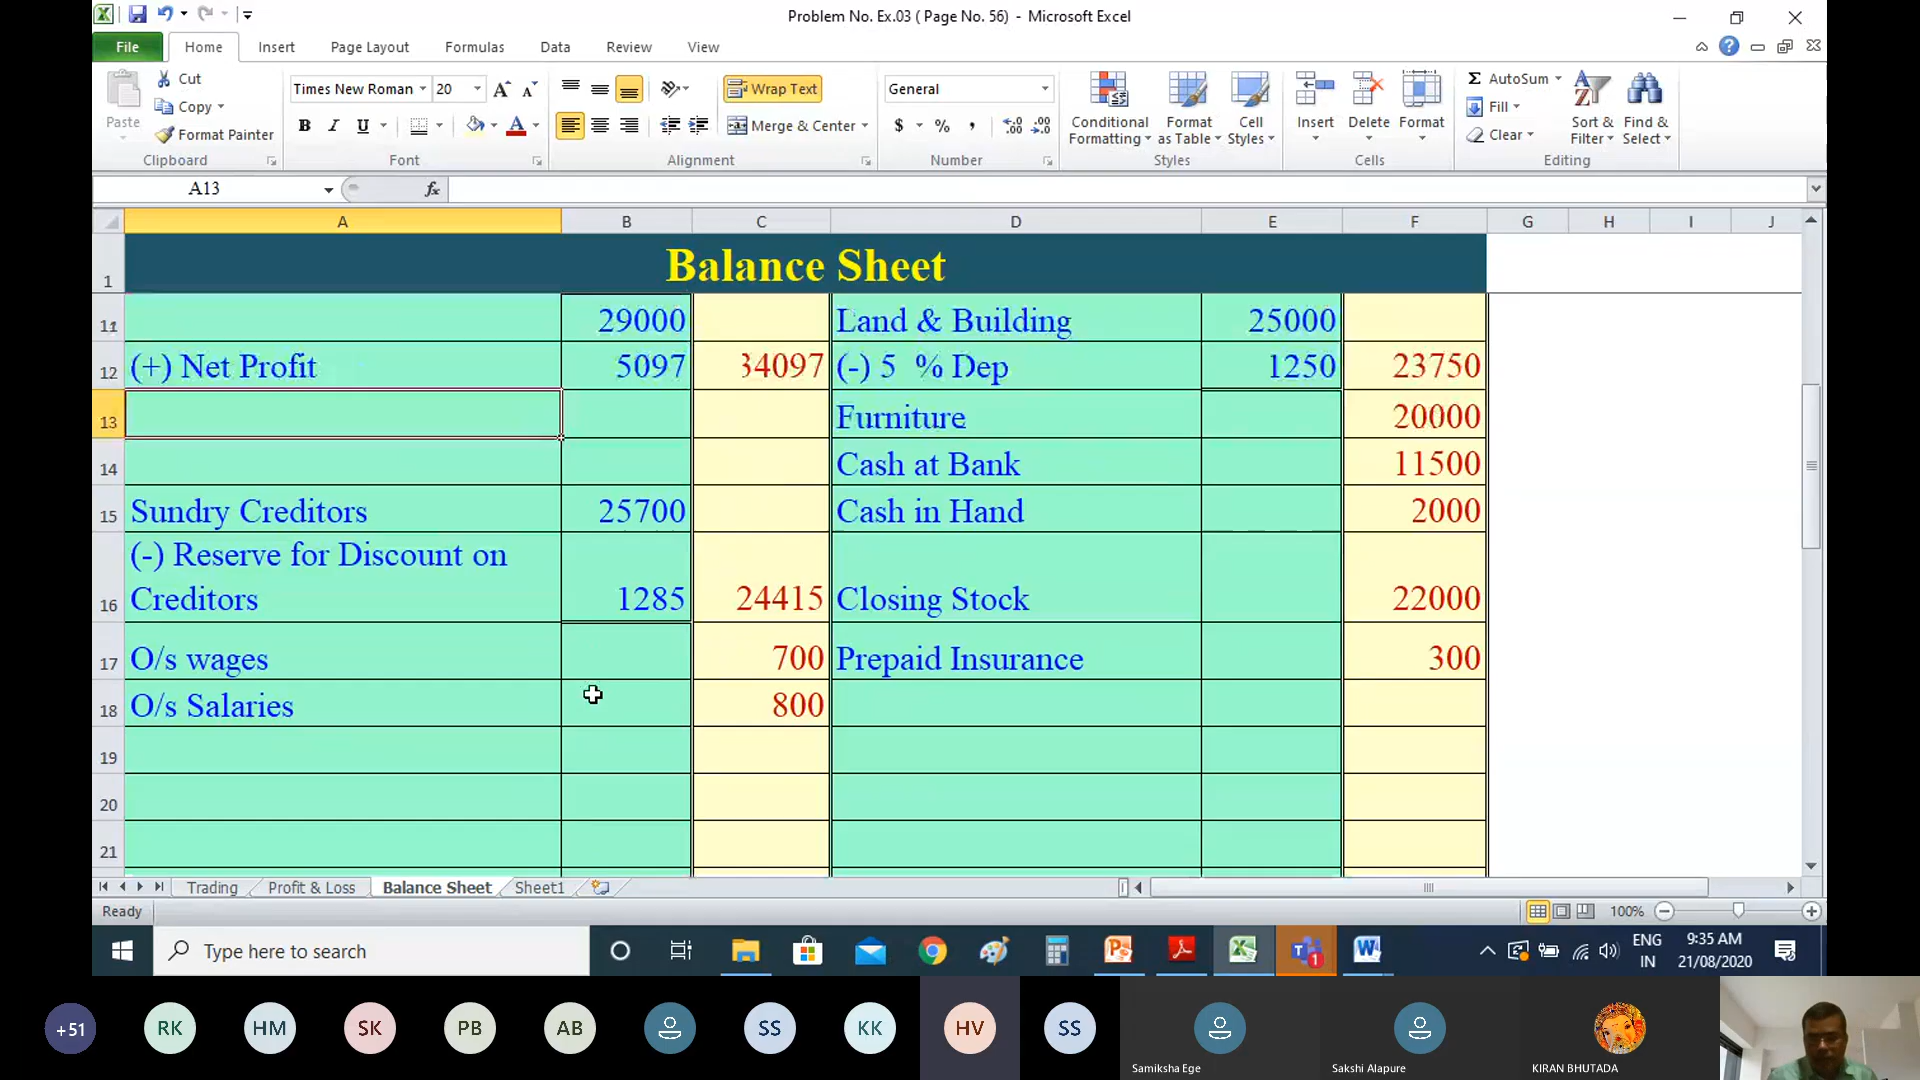 Problem No. Ex.03 ( Page No. 56) - Microsoft Excel
File Home Insert Page Layout Formulas Data Review View
Paste
Cut
Copy
Format Painter
Clipboard
Times New Roman 20
B I U
Font
Wrap Text
Merge & Center
Alignment
General
$ % ,
Number
Conditional Formatting
Format as Table
Cell Styles
Styles
Insert Delete Format
Cells
Σ AutoSum
Fill
Clear
Sort & Filter
Find & Select
Editing
A13 fx
A B C D E F G H I J
1 Balance Sheet
11 29000 Land & Building 25000
12 (+) Net Profit 5097 34097 (-) 5 % Dep 1250 23750
13 Furniture 20000
14 Cash at Bank 11500
15 Sundry Creditors 25700 Cash in Hand 2000
(-) Reserve for Discount on
16 Creditors 1285 24415 Closing Stock 22000
17 O/s wages 700 Prepaid Insurance 300
18 O/s Salaries 800
19
20
21
Trading Profit & Loss Balance Sheet Sheet1
Ready 100%
Type here to search
ENG
IN
9:35 AM
21/08/2020
+51 RK HM SK PB AB SS KK HV SS
Samiksha Ege Sakshi Alapure KIRAN BHUTADA